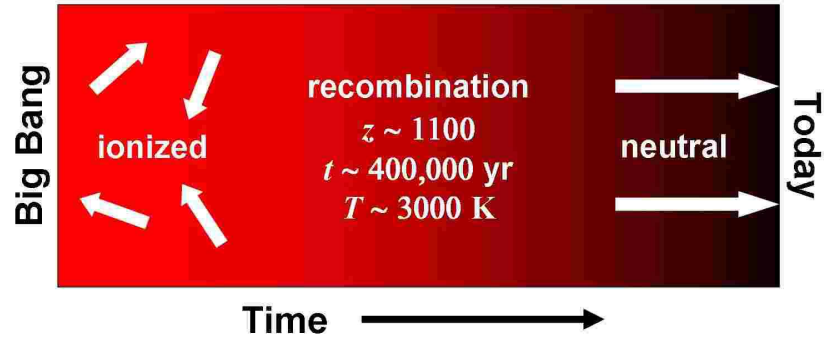 Big Bang
ionized
recombination
z ~ 1100
t ~ 400,000 yr
T ~ 3000 K
neutral
Today
Time